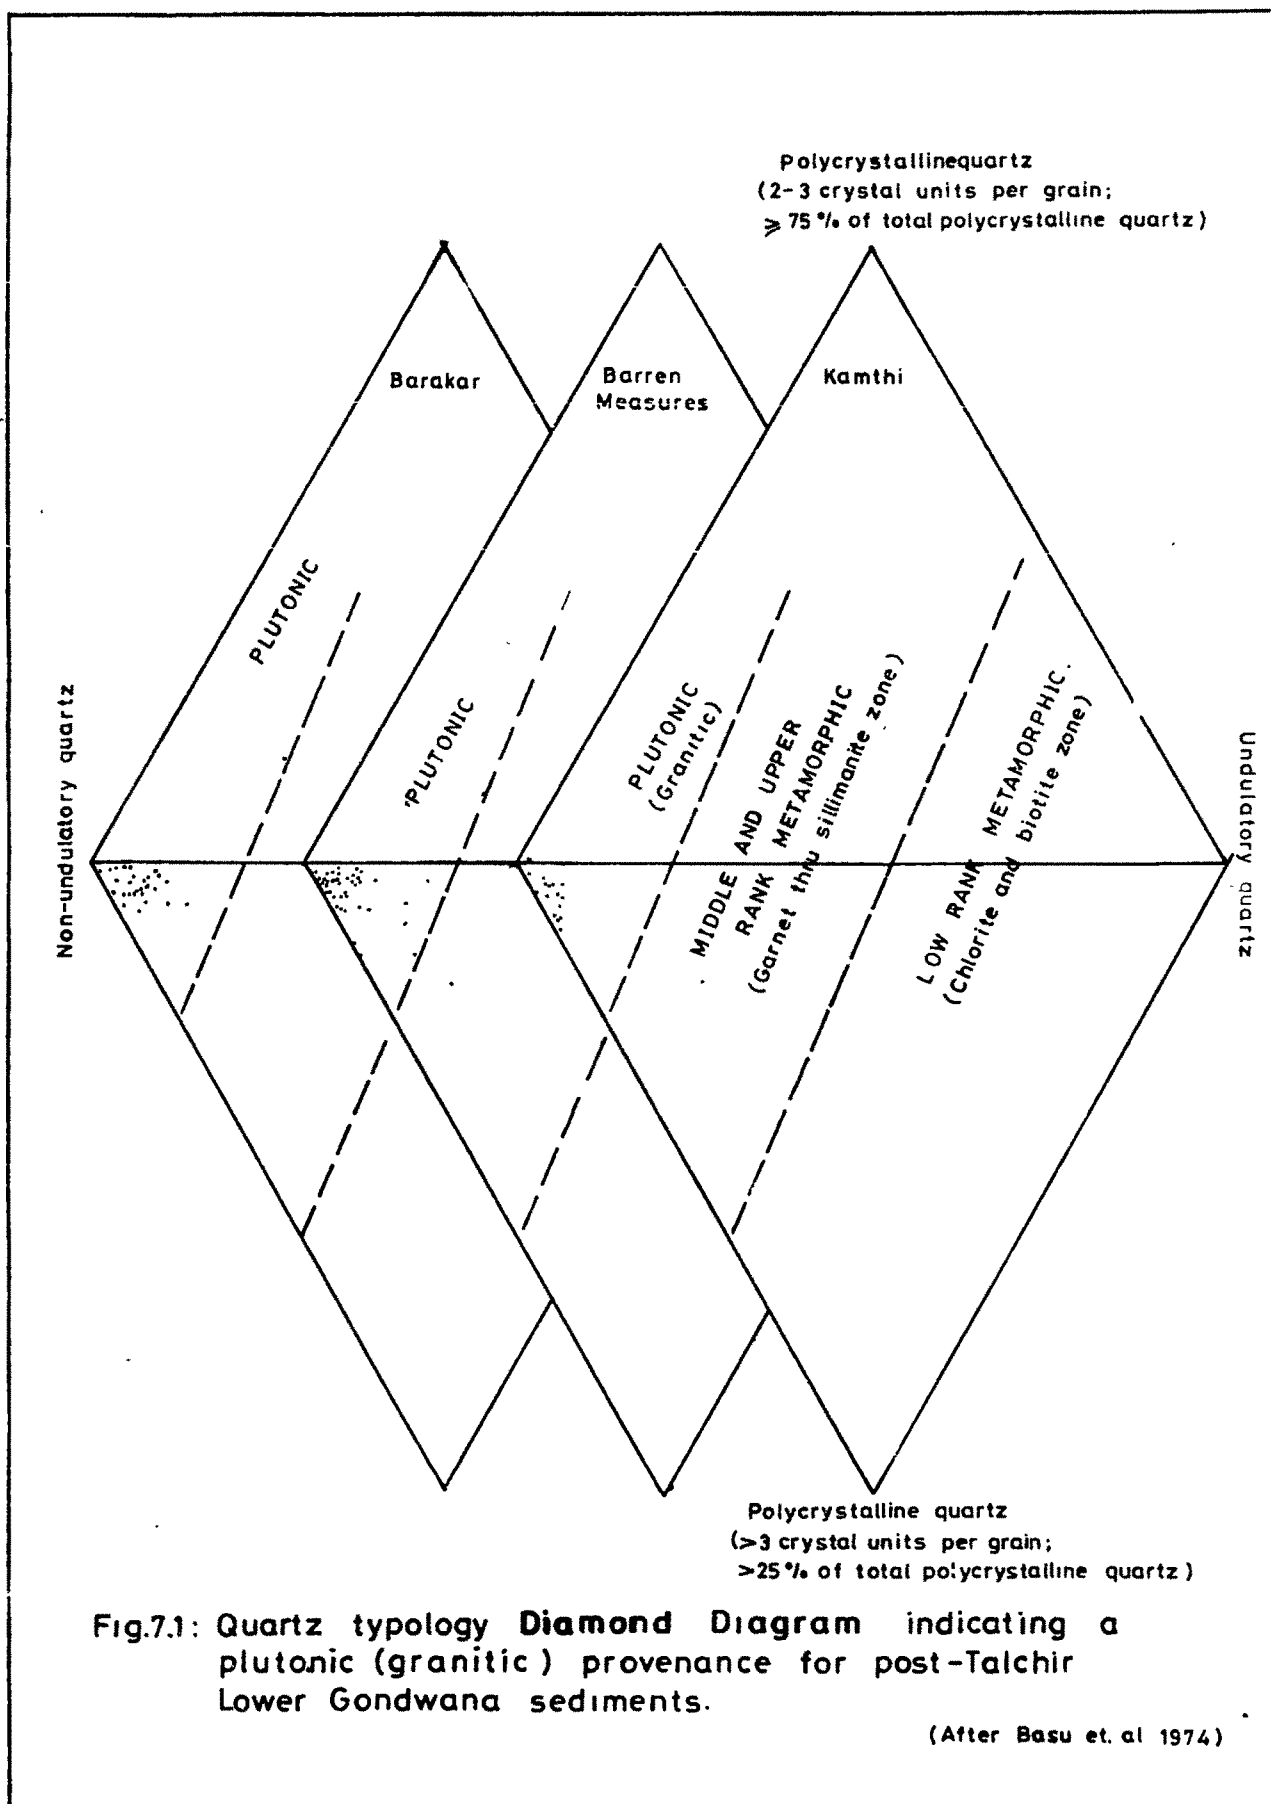 Polycrystallinequartz
(2-3 crystal units per grain;
⩾ 75% of total polycrystalline quartz)
Barakar
Barren
Measures
Kamthi
PLUTONIC
PLUTONIC
PLUTONIC
(Granitic)
MIDDLE AND UPPER
RANK METAMORPHIC
(Garnet thru sillimanite zone)
LOW RANK METAMORPHIC.
(Chlorite and biotite zone)
Non-undulatory quartz
Undulatory quartz
Polycrystalline quartz
(>3 crystal units per grain;
>25% of total polycrystalline quartz)
Fig.7.1: Quartz typology Diamond Diagram indicating a
plutonic (granitic) provenance for post-Talchir
Lower Gondwana sediments.
(After Basu et. al 1974)